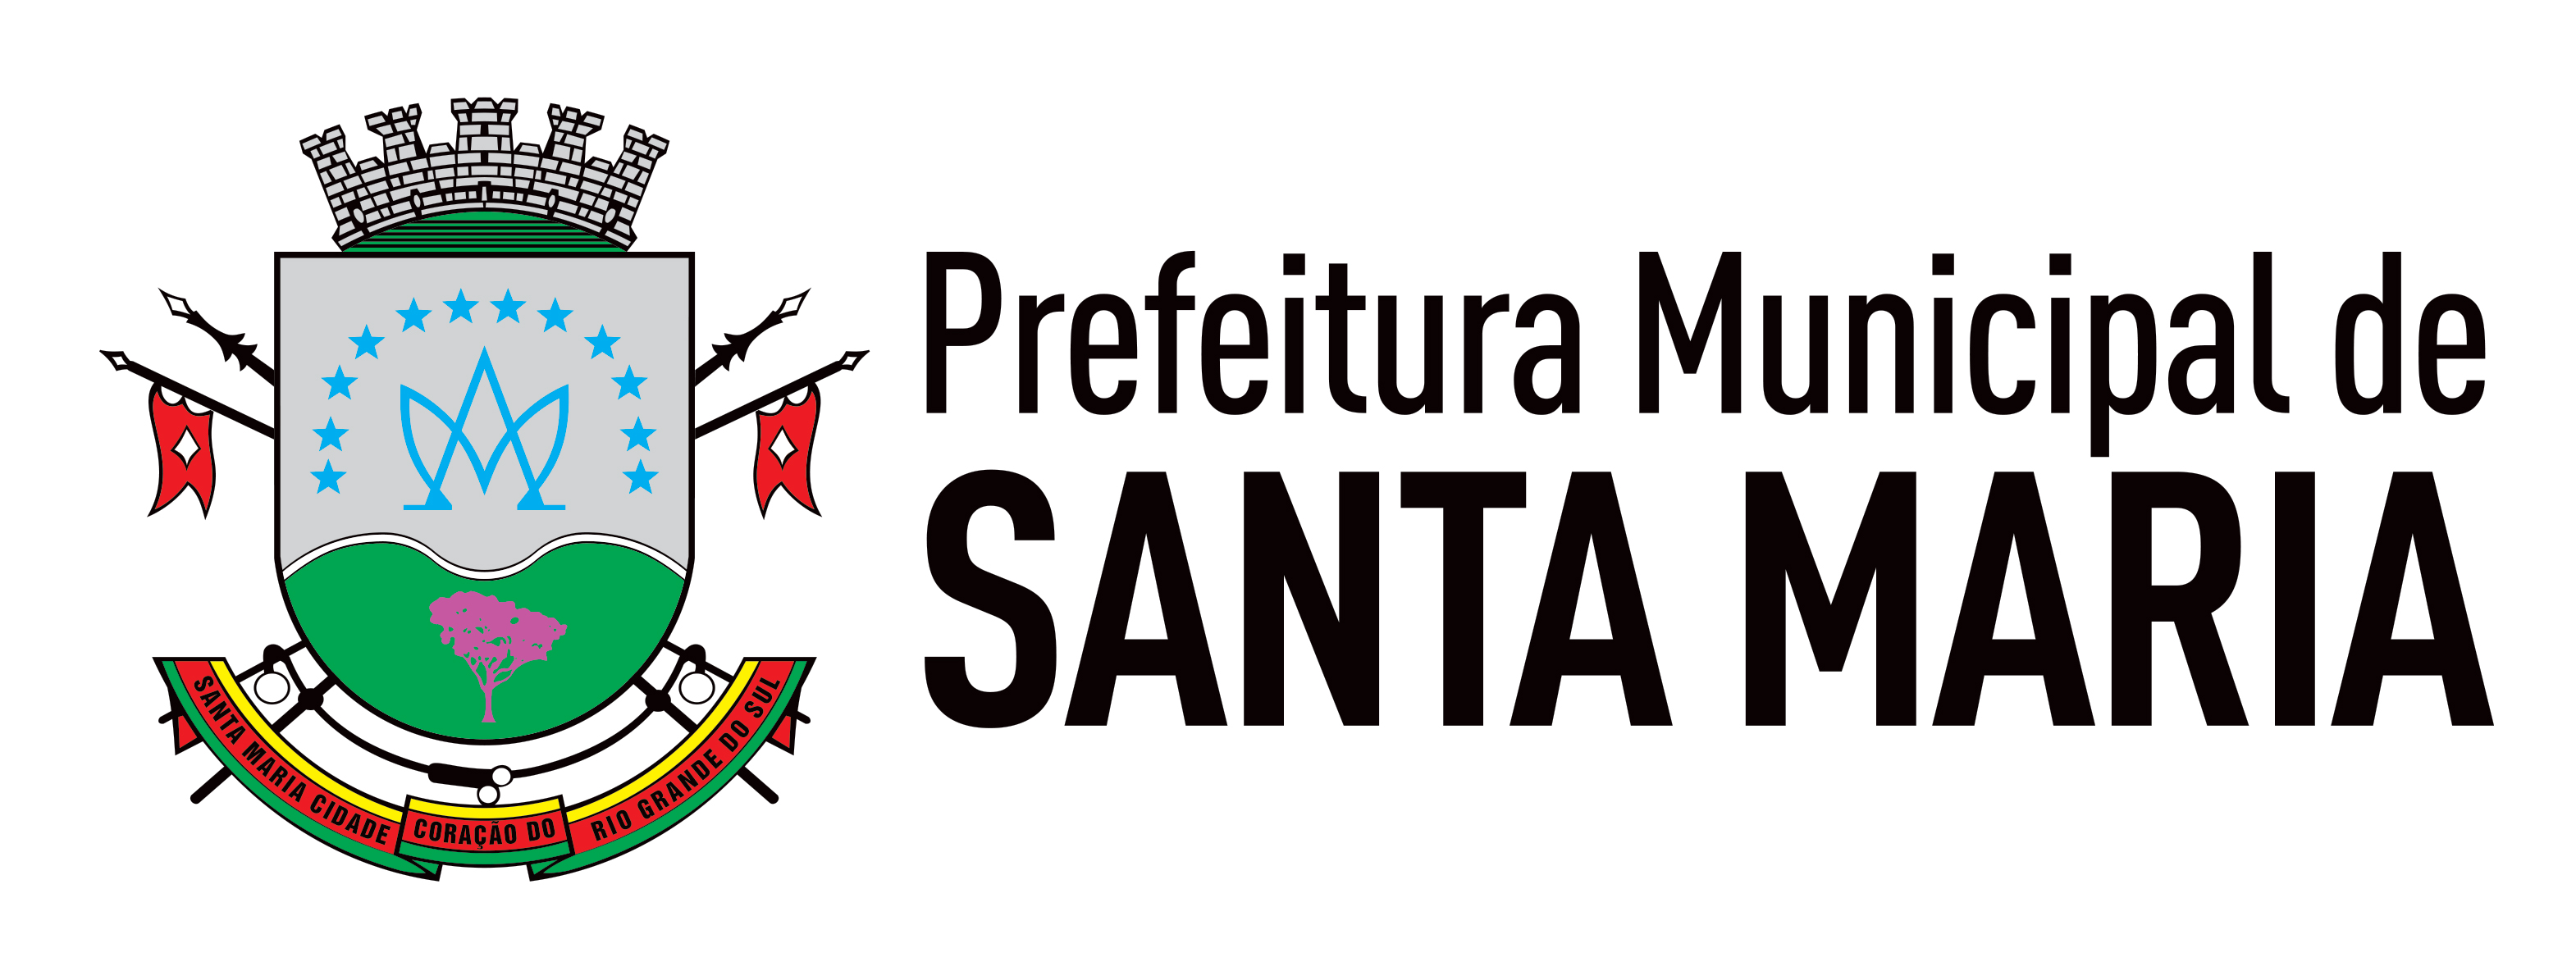 Prefeitura Municipal de
SANTA MARIA
SANTA MARIA CIDADE CORAÇÃO DO RIO GRANDE DO SUL